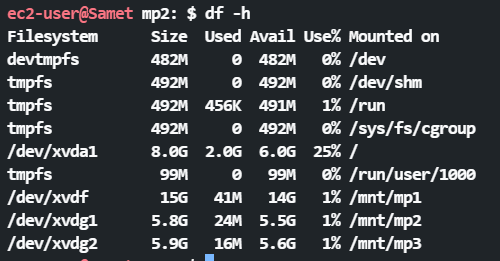 ec2-user@Samet mp2: $ df -h
Filesystem      Size  Used Avail Use% Mounted on
devtmpfs        482M     0  482M   0% /dev
tmpfs           492M     0  492M   0% /dev/shm
tmpfs           492M  456K  491M   1% /run
tmpfs           492M     0  492M   0% /sys/fs/cgroup
/dev/xvda1      8.0G  2.0G  6.0G  25% /
tmpfs            99M     0   99M   0% /run/user/1000
/dev/xvdf        15G   41M   14G   1% /mnt/mp1
/dev/xvdg1      5.8G   24M  5.5G   1% /mnt/mp2
/dev/xvdg2      5.9G   16M  5.6G   1% /mnt/mp3